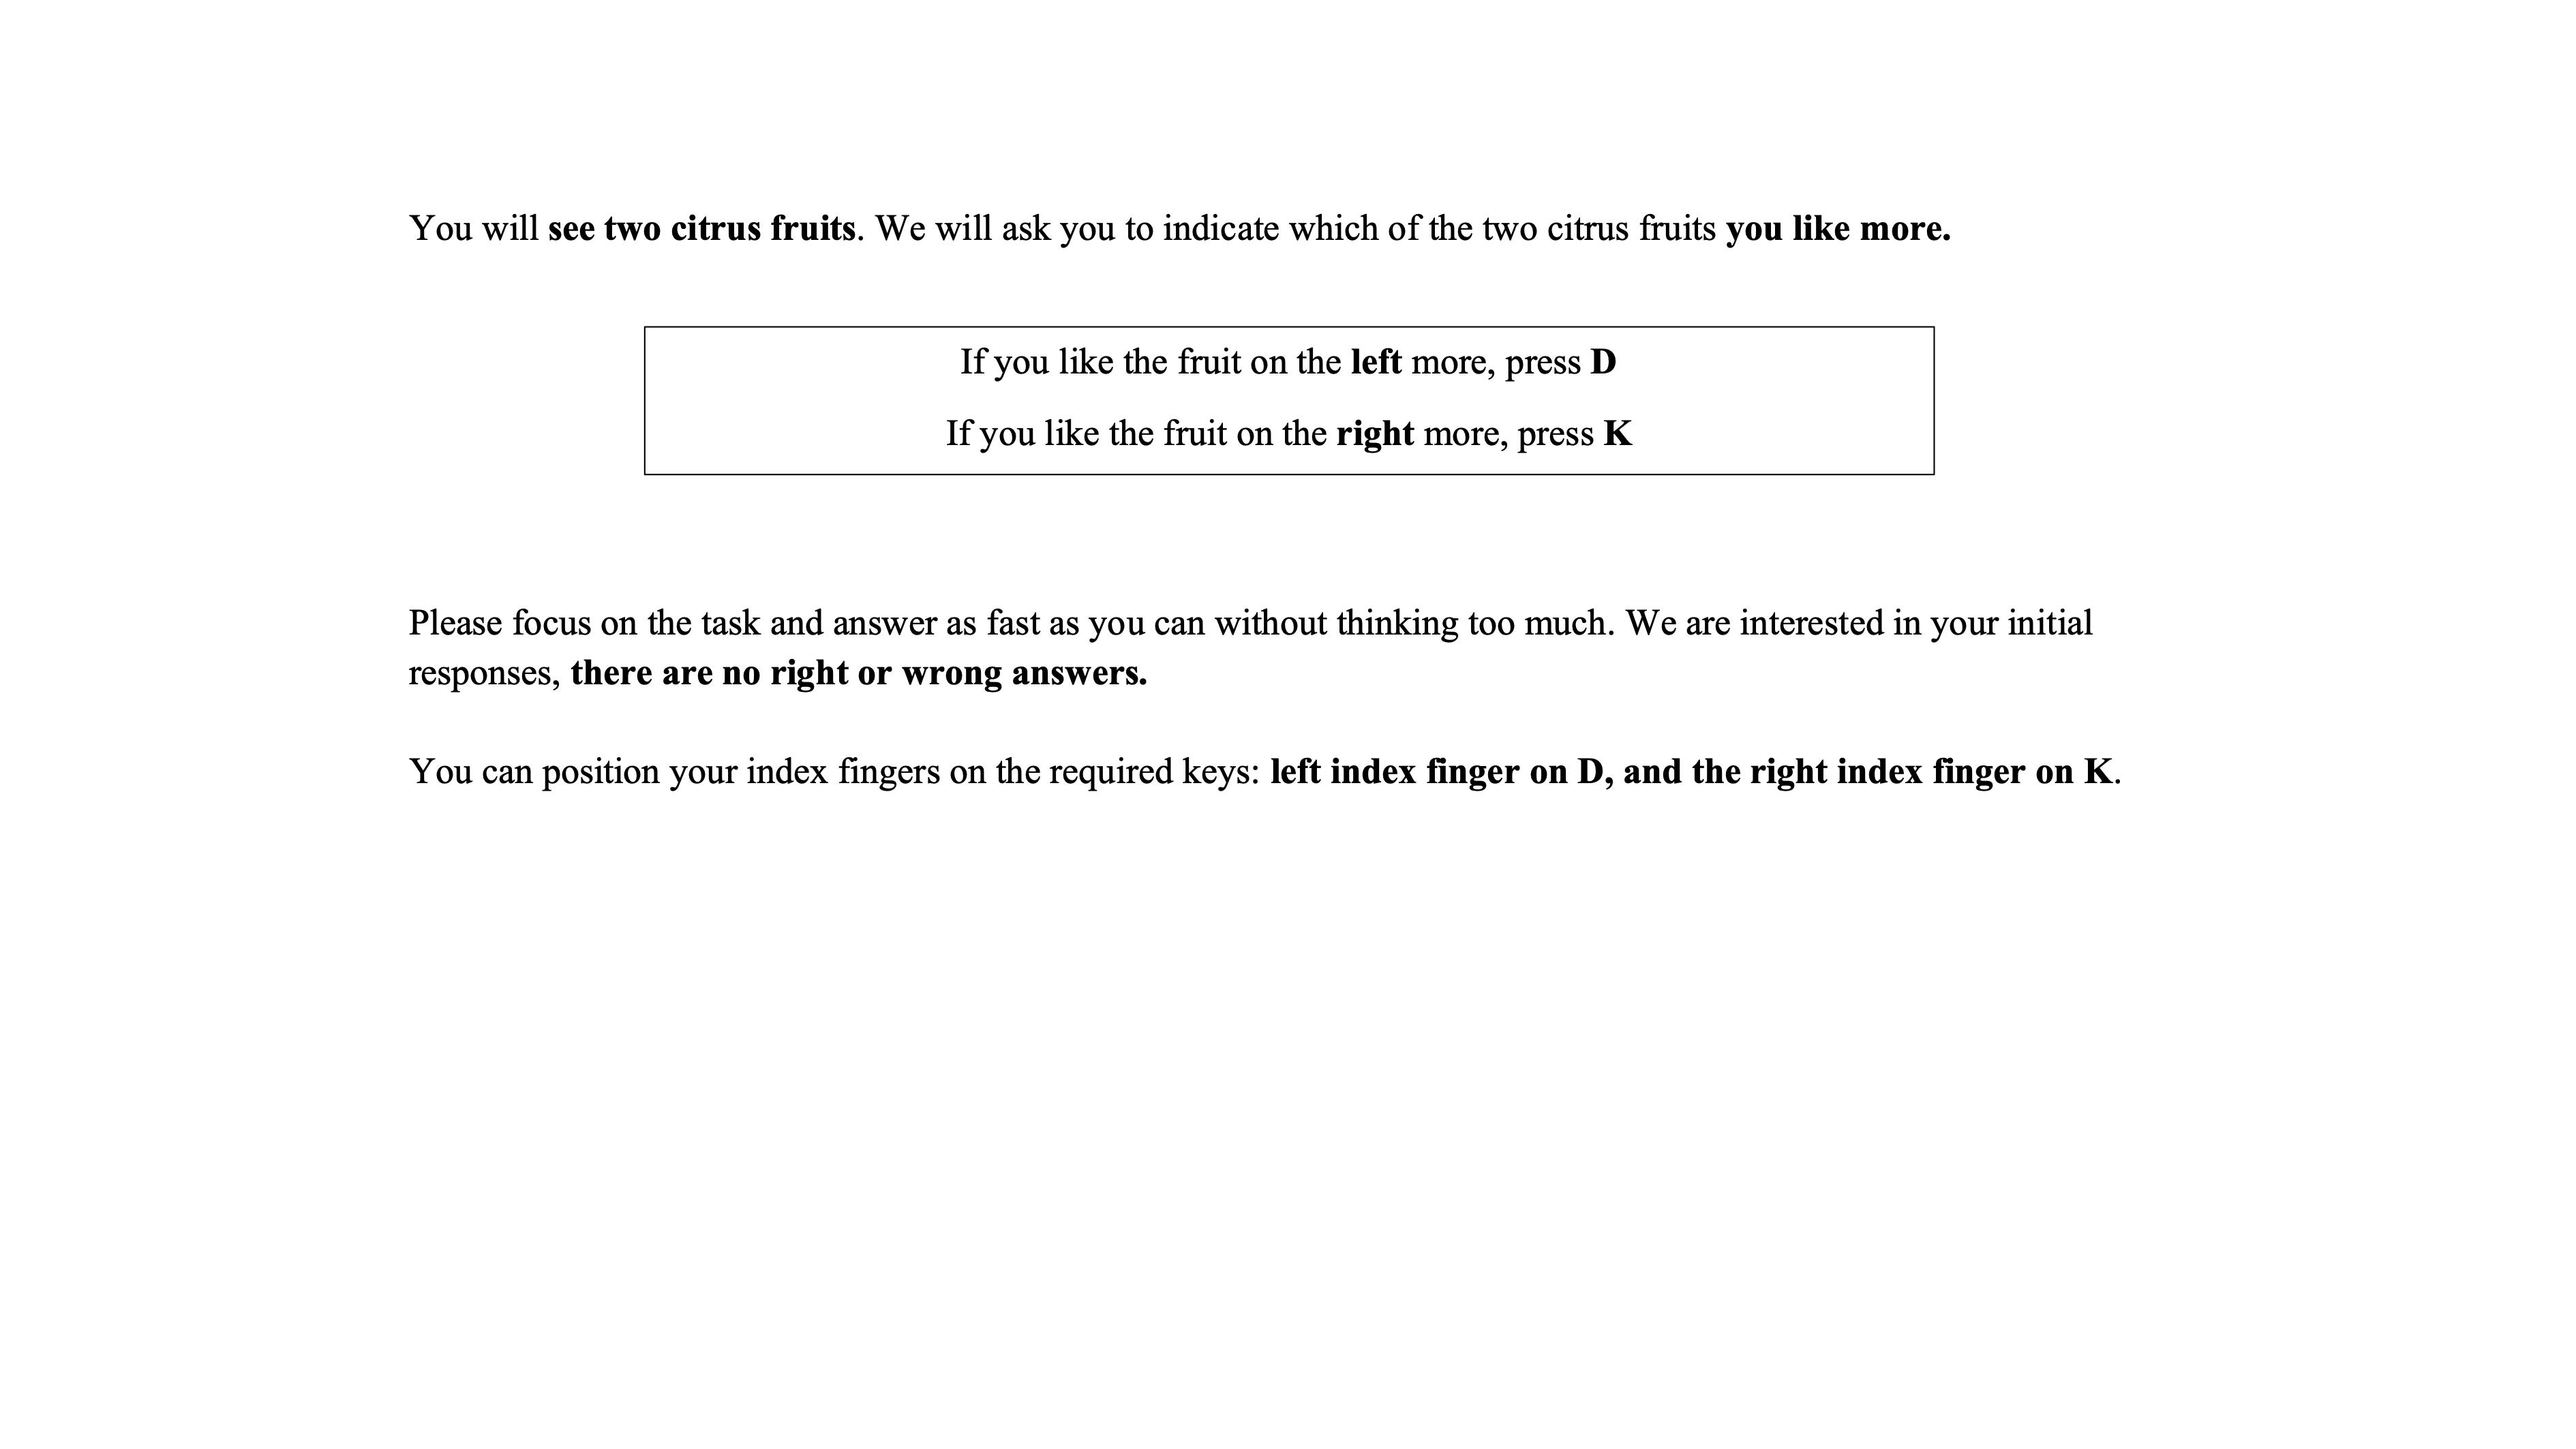 You will see two citrus fruits. We will ask you to indicate which of the two citrus fruits you like more.
If you like the fruit on the left more, press D
If you like the fruit on the right more, press K
Please focus on the task and answer as fast as you can without thinking too much. We are interested in your initial
responses, there are no right or wrong answers.
You can position your index fingers on the required keys: left index finger on D, and the right index finger on K.